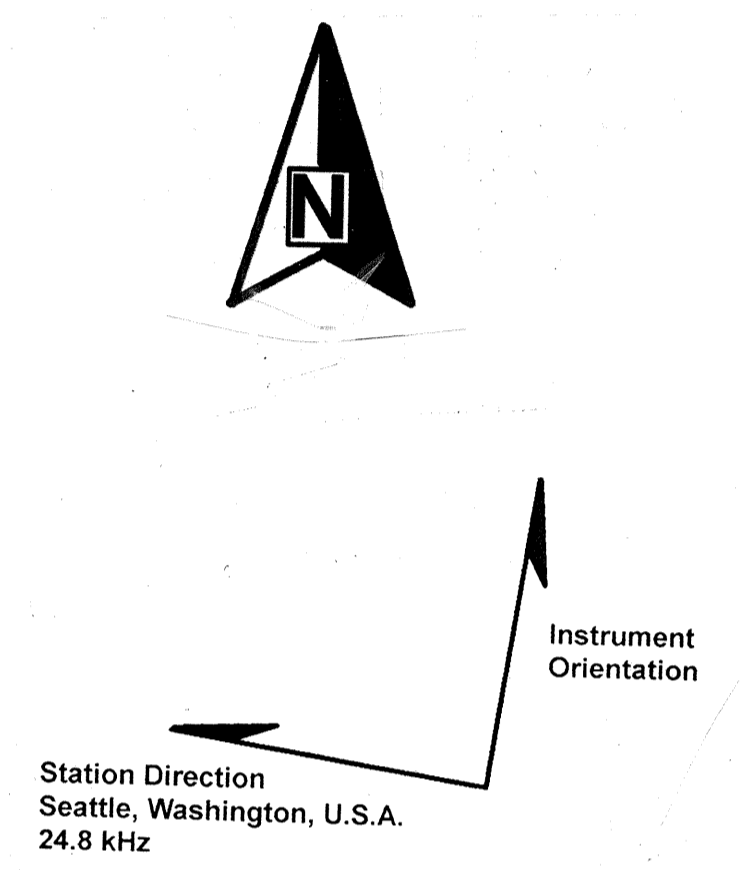 N
Instrument
Orientation
Station Direction
Seattle, Washington, U.S.A.
24.8 kHz